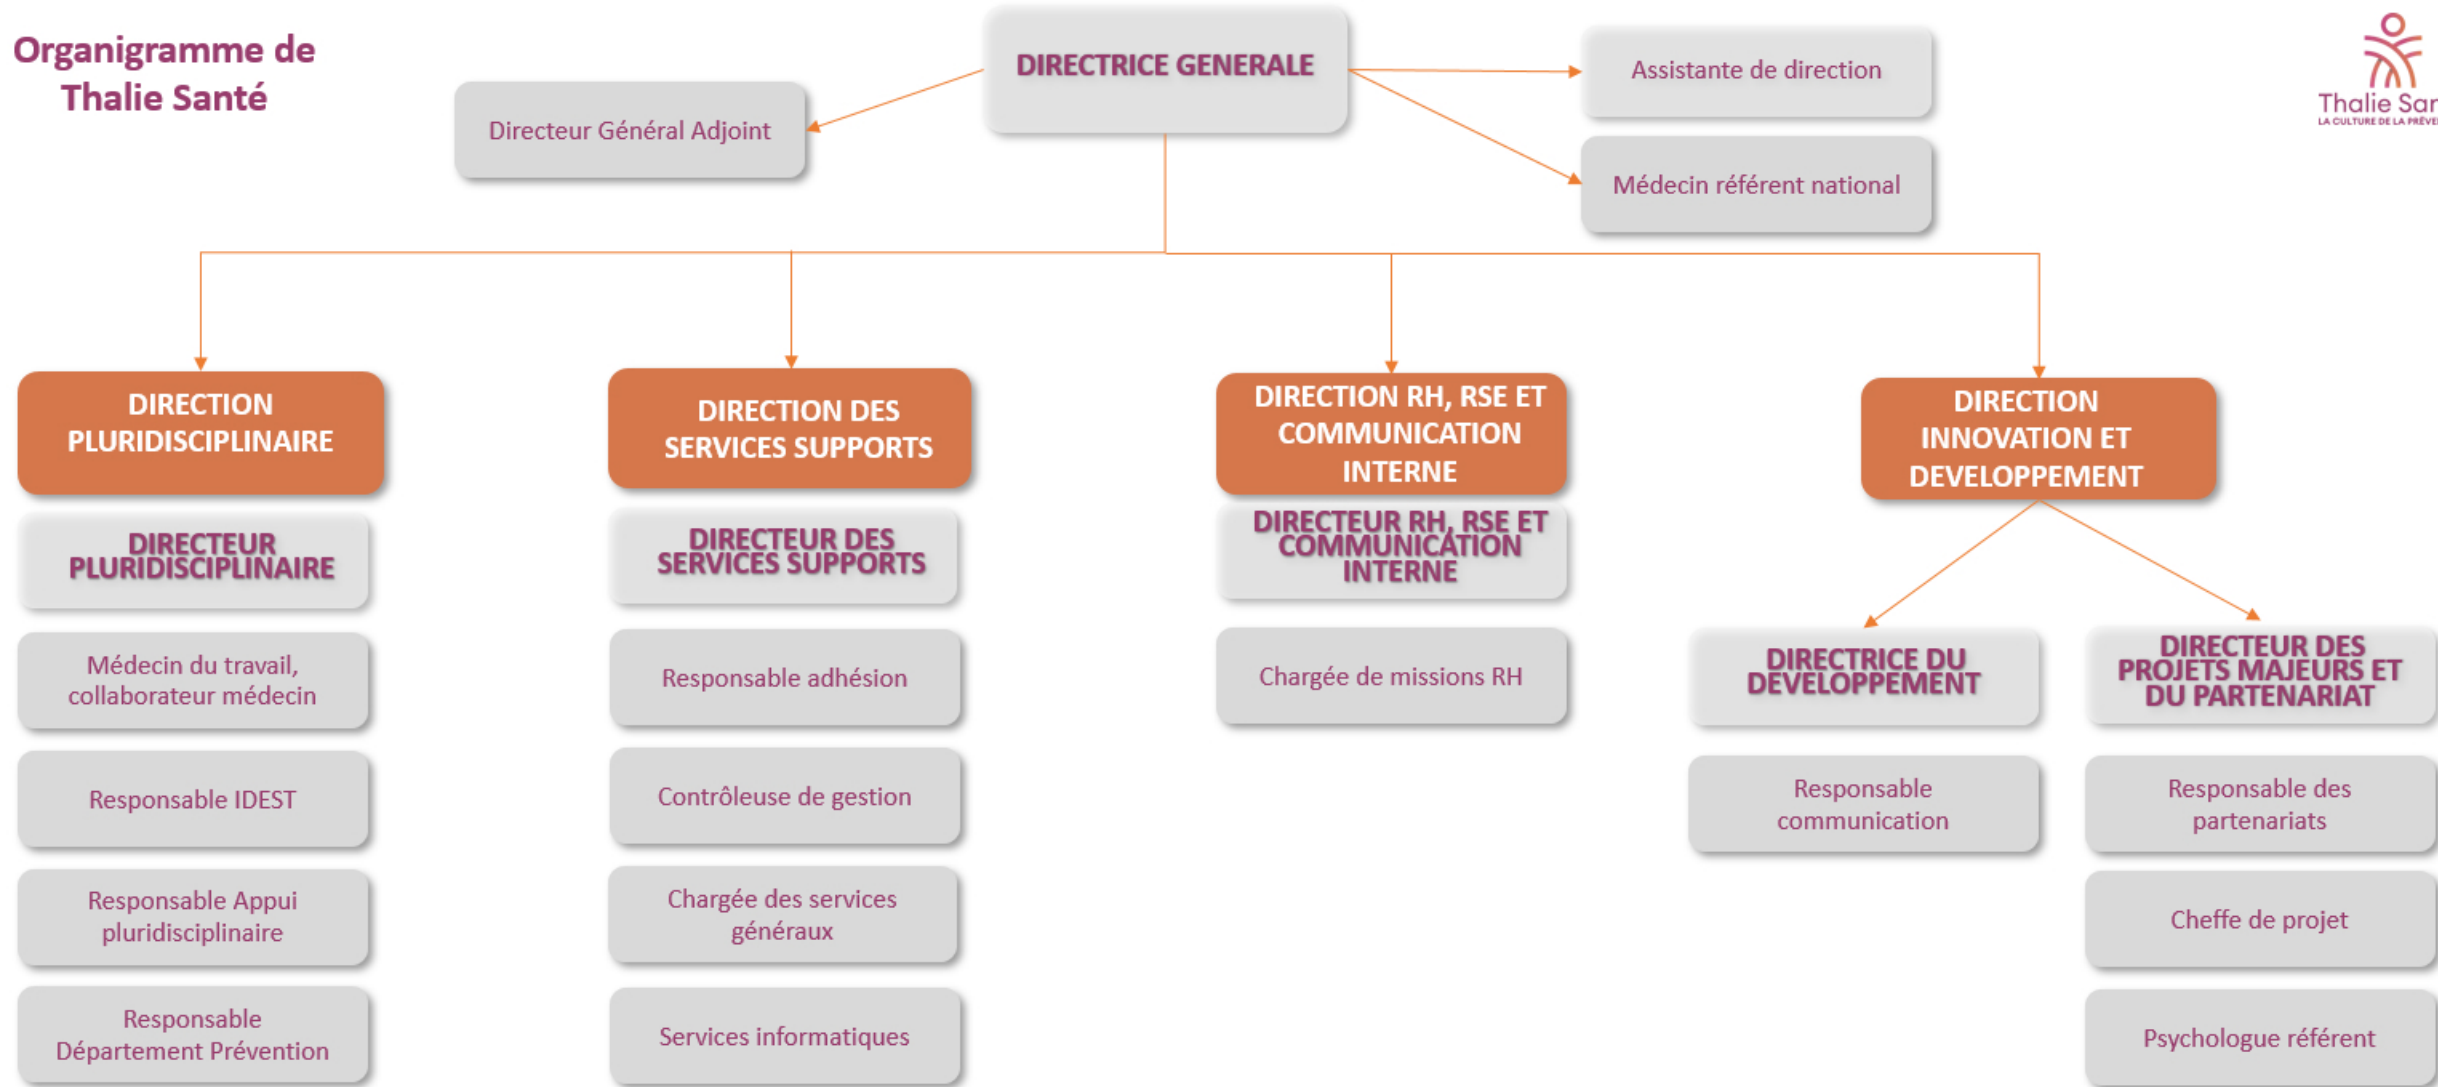 Organigramme de
Thalie Santé
DIRECTRICE GENERALE
Directeur Général Adjoint
Assistante de direction
Médecin référent national
Thalie
LA CULTURE DE LA
DIRECTION
PLURIDISCIPLINAIRE
DIRECTEUR
PLURIDISCIPLINAIRE
Médecin du travail,
collaborateur médecin
Responsable IDEST
Responsable Appui
pluridisciplinaire
Responsable
Département Prévention
DIRECTION DES
SERVICES SUPPORTS
DIRECTEUR DES
SERVICES SUPPORTS
Responsable adhésion
Contrôleuse de gestion
Chargée des services
généraux
Services informatiques
DIRECTION RH, RSE ET
COMMUNICATION
INTERNE
DIRECTEUR RH, RSE ET
COMMUNICATION
INTERNE
Chargée de missions RH
DIRECTION
INNOVATION ET
DEVELOPPEMENT
DIRECTRICE DU
DEVELOPPEMENT
Responsable
communication
DIRECTEUR DES
PROJETS MAJEURS ET
DU PARTENARIAT
Responsable des
partenariats
Cheffe de projet
Psychologue référent